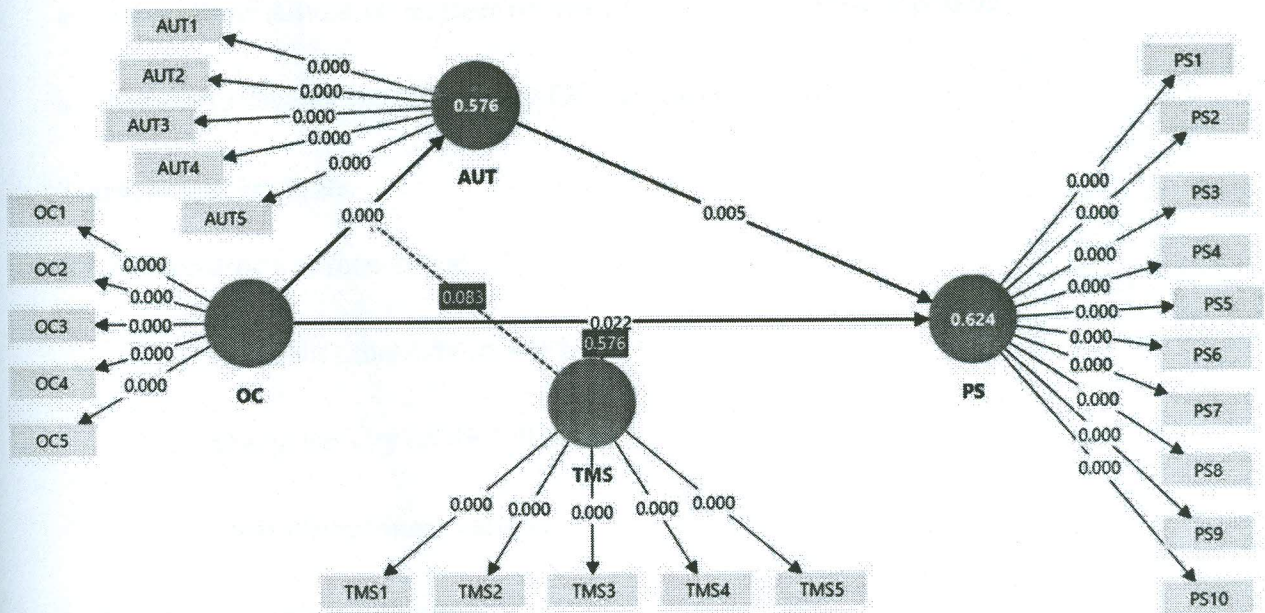 AUT1
AUT2
AUT3
AUT4
AUT5
0.000
0.000
0.000
0.000
0.000
0.576
AUT
OC1
OC2
OC3
OC4
OC5
0.000
0.000
0.000
0.000
0.000
OC
0.000
0.083
0.005
0.022
0.576
TMS
0.000
0.000
0.000
0.000
0.000
TMS1
TMS2
TMS3
TMS4
TMS5
0.624
PS
0.000
0.000
0.000
0.000
0.000
0.000
0.000
0.000
0.000
0.000
PS1
PS2
PS3
PS4
PS5
PS6
PS7
PS8
PS9
PS10